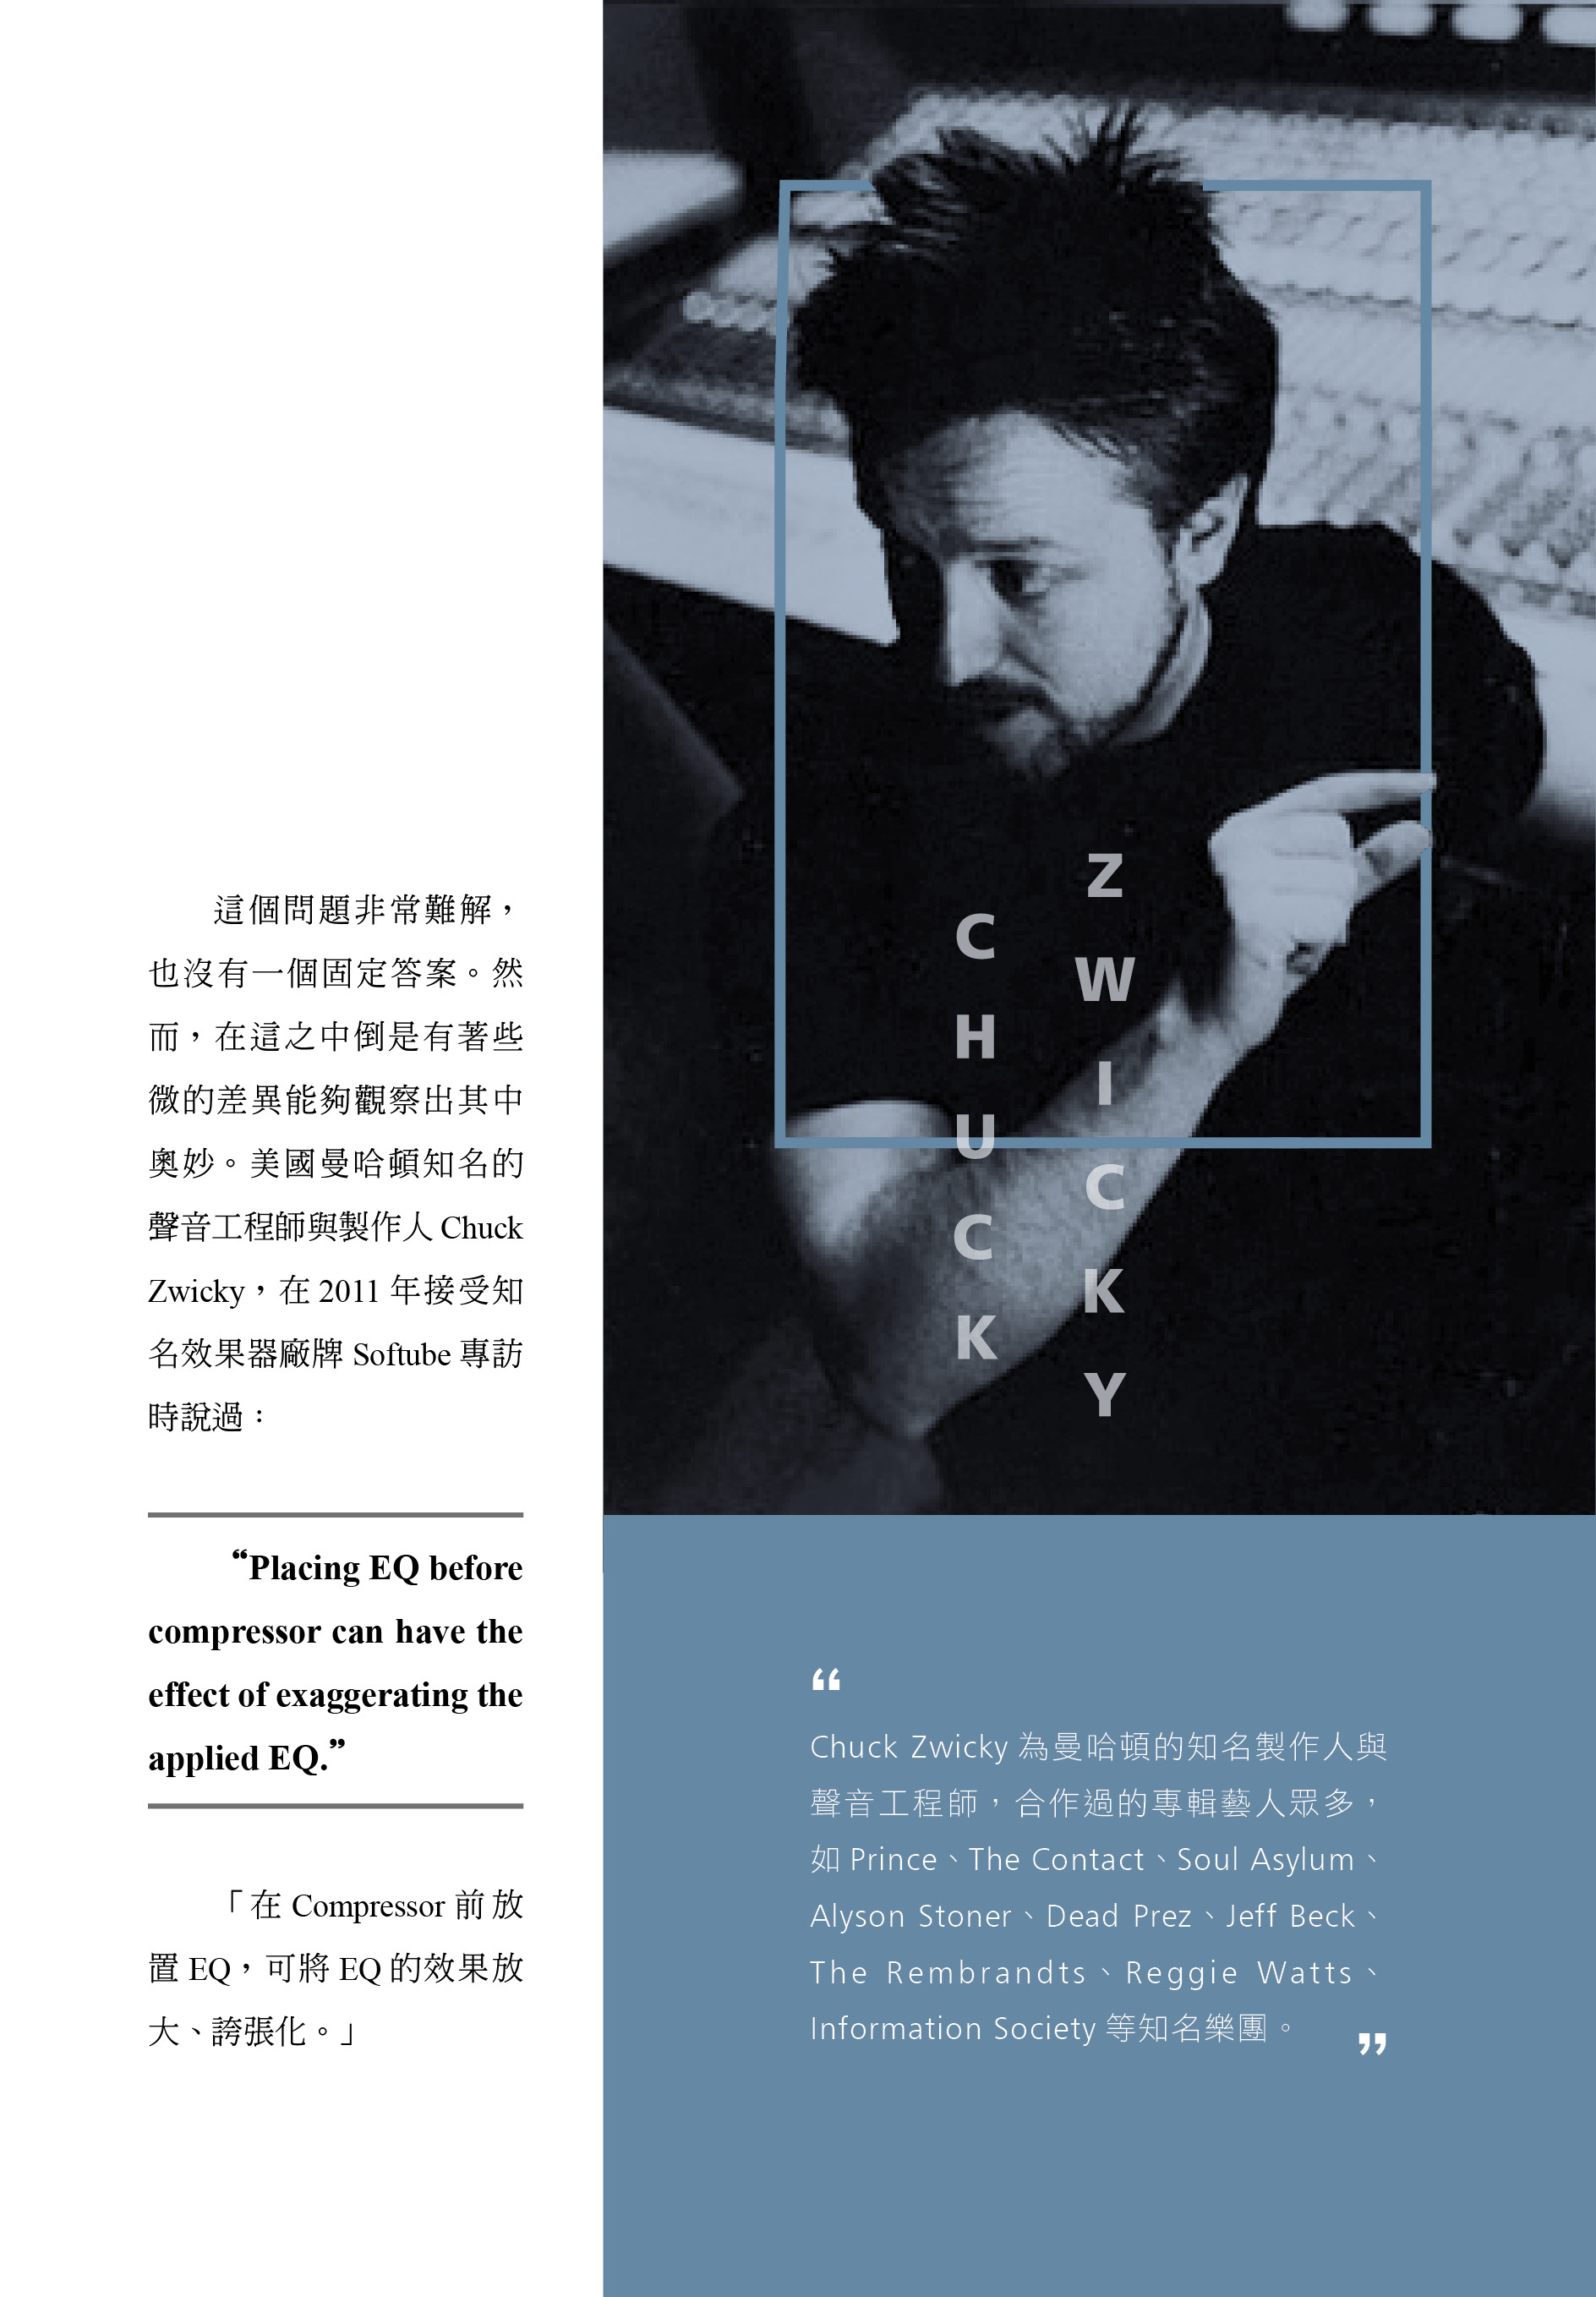 這個問題非常難解，
也沒有一個固定答案。然
而，在這之中倒是有著些
微的差異能夠觀察出其中
奧妙。美國曼哈頓知名的
聲音工程師與製作人 Chuck
Zwicky，在 2011 年接受知
名效果器廠牌 Softube 專訪
時說過：
“Placing EQ before
compressor can have the
effect of exaggerating the
applied EQ.”
「在 Compressor 前放
置 EQ，可將 EQ 的效果放
大、誇張化。」
CHUCK
ZWICKY
“
Chuck Zwicky 為曼哈頓的知名製作人與
聲音工程師，合作過的專輯藝人眾多，
如 Prince、The Contact、Soul Asylum、
Alyson Stoner、Dead Prez、Jeff Beck、
The Rembrandts、Reggie Watts、
Information Society 等知名樂團。
”